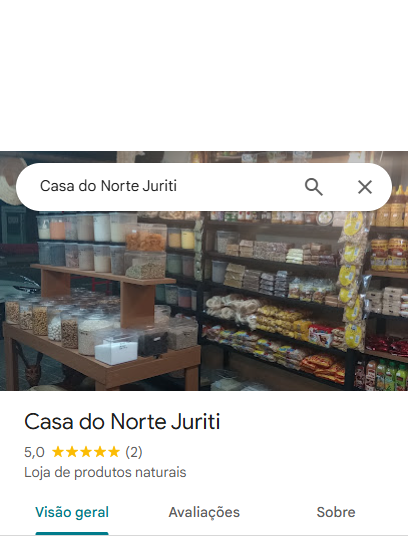 Casa do Norte Juriti
Casa do Norte Juriti
5,0 ★★★★★ (2)
Loja de produtos naturais
Visão geral Avaliações Sobre